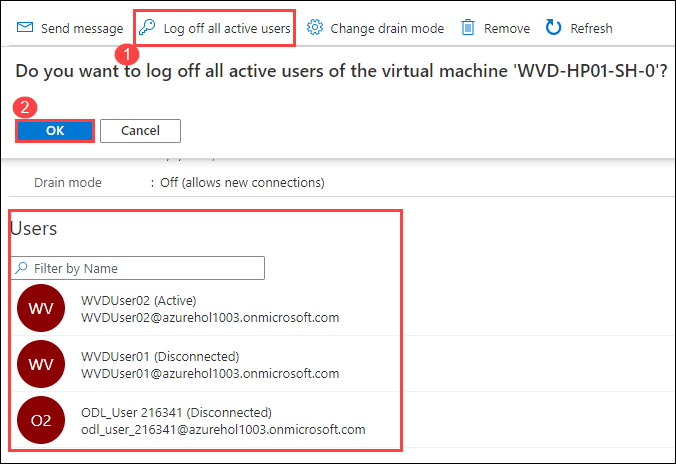 Send message Log off all active users Change drain mode Remove Refresh
1
Do you want to log off all active users of the virtual machine 'WVD-HP01-SH-0'?
2
OK Cancel
Drain mode : Off (allows new connections)
Users
Filter by Name
WV WVDUser02 (Active)
WVDUser02@azurehol1003.onmicrosoft.com
WV WVDUser01 (Disconnected)
WVDUser01@azurehol1003.onmicrosoft.com
O2 ODL_User 216341 (Disconnected)
odl_user_216341@azurehol1003.onmicrosoft.com